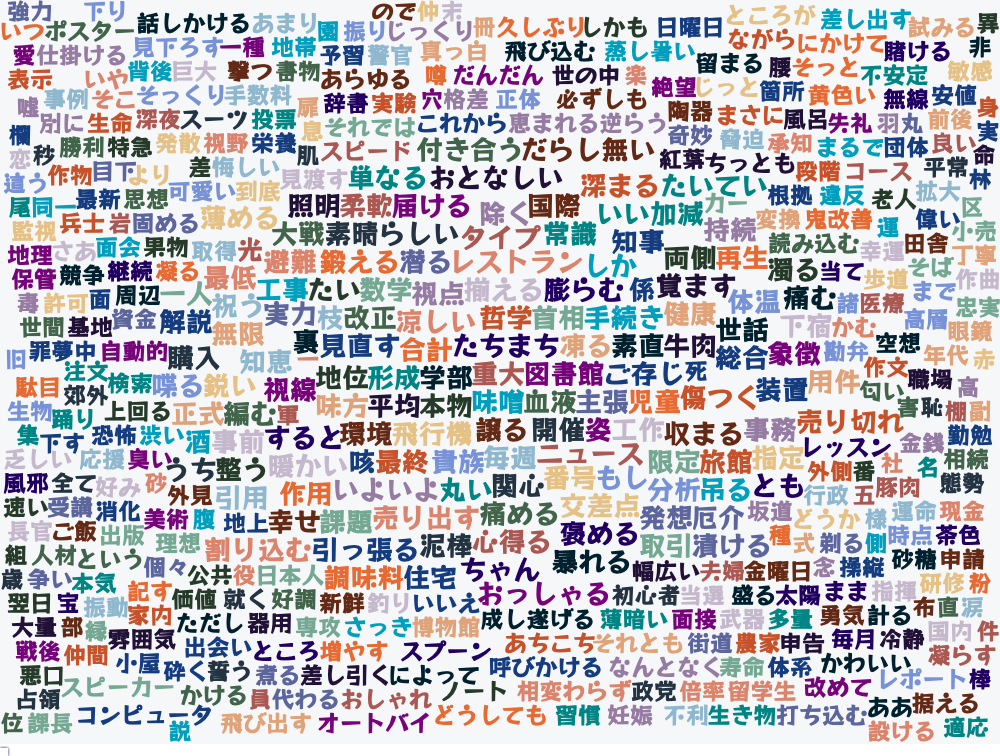 強力 下り 話しかける あまり 園 ので 仲 末 冊 久しぶり しかも 日曜日 ところが 差し出す 試みる 異
いつ ポスター 振り じっくり ながら にかけて 賭ける 非
愛 仕掛ける 見下ろす 一種 地帯 予習 警官 真っ白 飛び込む 蒸し暑い 留まる 腰 そっと 不安定 敏感
表示 いや 背後 巨大 撃つ 書物 あらゆる 噂 だんだん 世の中 楽 絶望 じっと 箇所 黄色い 無線 安値
嘘 事例 そこ そっくり 手数料 扉 辞書 実験 穴 格差 正体 必ずしも 陶器 まさに 風呂 失礼 羽丸 前後 身
欄 別に 生命 深夜 スーツ 投票 息 それでは これから 恵まれる 逆らう 奇妙 脅迫 承知 まるで 団体 良い 実
恋 秒 勝利 特急 発散 視野 栄養 肌 スピード 付き合う だらし無い 紅葉 ちっとも 段階 コース 平常 命
違う 作物 目下 より 差 悔しい 見渡す 単なる おとなしい 深まる たいてい 根拠 違反 老人 拡大 林
尾 同一 最新 思想 可愛い 到底 照明 柔軟 届ける 除く 国際 いい加減 カー 変換 鬼 改善 運 偉い 区
監視 兵士 岩 固める 薄める 大戦 素晴らしい タイプ 常識 知事 持続 読み込む 幸運 田舎 小売
地理 さあ 面会 果物 取得 光 避難 鍛える 潜る レストラン しか 両側 再生 濁る 当て そば 丁寧
保管 競争 継続 凝る 最低 工事 たい 数学 視点 揃える 膨らむ 係 覚ます 歩道 まで 作曲
毒 許可 面 周辺 一人 祝う 実力 枝 改正 涼しい 哲学 首相 手続き 健康 体温 痛む 諸 医療 忠実
世間 基地 資金 解説 無限 裏 見直す 合計 たちまち 凍る 素直 牛肉 世話 下宿 かむ 高層 眼鏡
旧 罪 夢中 自動的 購入 知恵 一 総合 象徴 勘弁 空想 年代 赤
駄目 注文 郊外 検索 喋る 鋭い 視線 地位 形成 学部 重大 図書館 ご存じ 死 装置 用件 作文 匂い 職場 高
生物 踊り 上回る 正式 編む 軍 味方 平均 本物 味噌 血液 主張 児童 傷つく 売り切れ 害 恥 棚 副
集 下す 恐怖 渋い 酒 事前 すると 環境 飛行機 譲る 開催 姿 工作 収まる 事務 レッスン 金銭 勤勉
乏しい 応援 臭い うち 整う 暖かい 咳 最終 貴族 毎週 ニュース 限定 旅館 指定 外側 番 社 名 相続
風邪 全て 好み 砂 外見 引用 作用 いよいよ 丸い 関心 番号 もし 分析 吊る とも 行政 五 豚肉 態勢
速い 受講 消化 美術 腹 地上 幸せ 課題 売り出す 痛める 交差点 発想 厄介 坂道 どうか 様 運命 現金
長官 ご飯 出版 理想 割り込む 引っ張る 泥棒 心得る 褒める 取引 漬ける 種 式 剃る 側 時点 茶色
組 人材 という 個々 公共 役 日本人 調味料 住宅 ちゃん 暴れる 幅広い 夫婦 金曜日 念 操縦 砂糖 申請
歳 争い 本気 記す 価値 就く 好調 新鮮 釣り いいえ おっしゃる 初心者 当選 盛る 太陽 まま 指揮 研修 粉
翌日 宝 振動 家内 ただし 器用 専攻 さっき 博物館 成し遂げる 薄暗い 面接 武器 多量 勇気 計る 布 直 涙
大量 部 縁 雰囲気 出会い ところ 増やす スプーン あちこち それとも 街道 農家 申告 毎月 冷静 国内 件
戦後 仲間 小屋 砕く 誓う 煮る 差し引く によって 呼びかける なんとなく 寿命 体系 かわいい 凝らす
悪口 スピーカー かける 員 代わる おしゃれ ノート 相変わらず 政党 倍率 留学生 改めて レポート 棒
占領 コンピュータ 飛び出す オートバイ どうしても 習慣 妊娠 不利 生き物 打ち込む ああ 据える
位 課長 説 設ける 適応